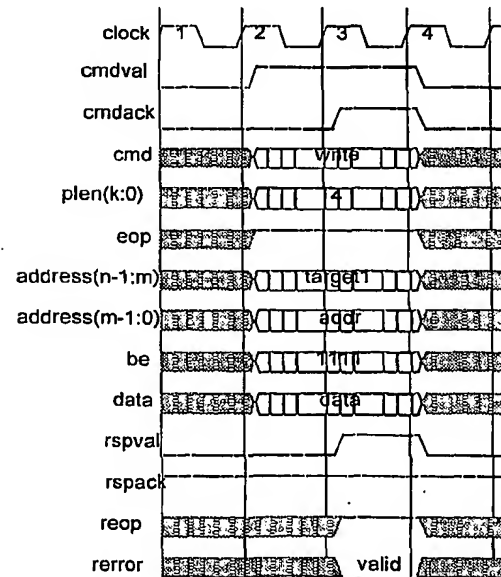 clock 1 2 3 4
cmdval
cmdack
cmd write
plen(k:0) 4
eop
address(n-1:m) target1
address(m-1:0) addr
be 1111
data data
rspval
rspack
reop
rerror valid